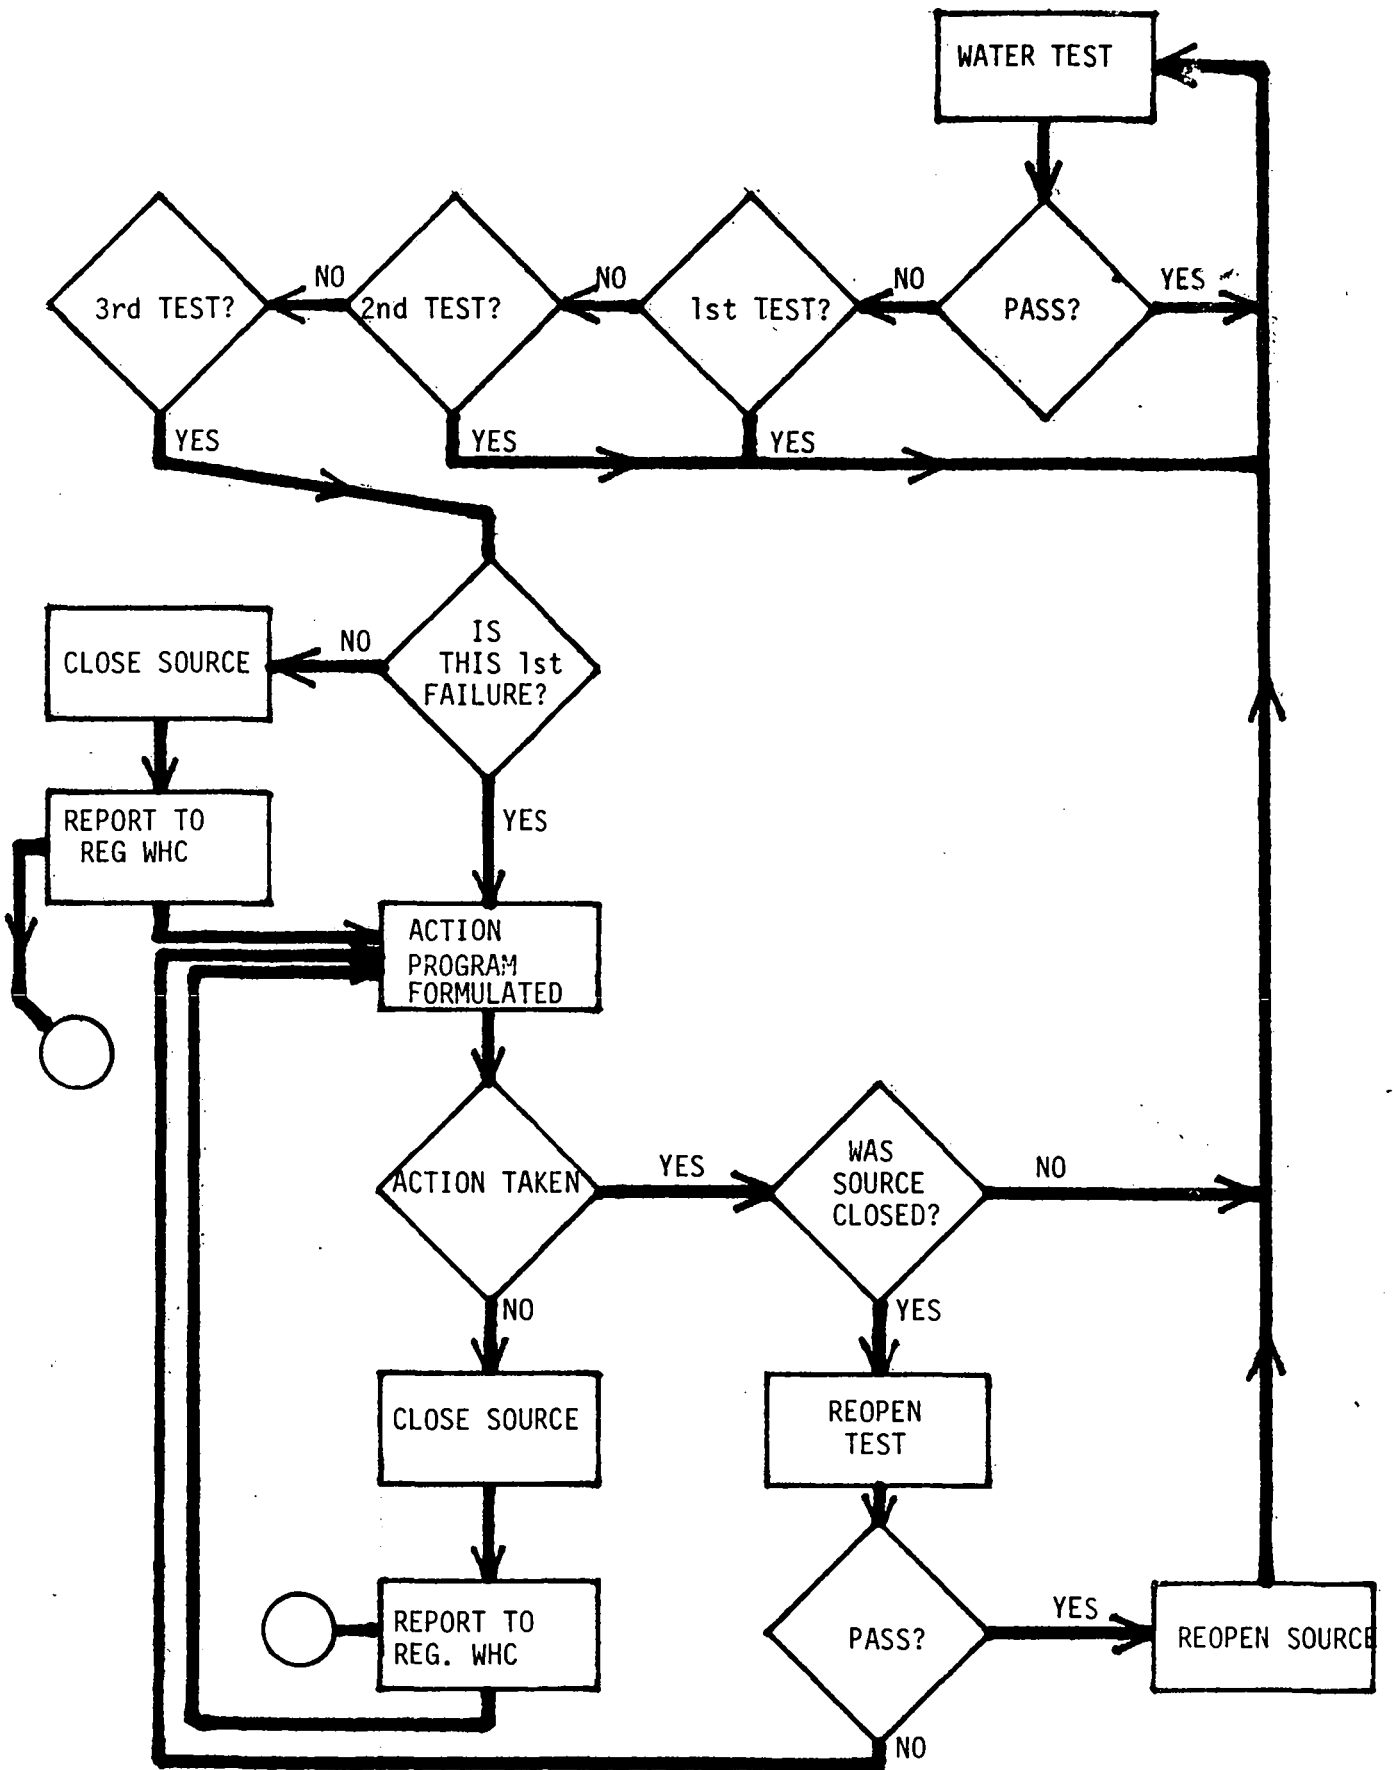 WATER TEST
PASS?
YES
NO
1st TEST?
NO
2nd TEST?
NO
3rd TEST?
YES
YES
YES
IS
THIS 1st
FAILURE?
NO
CLOSE SOURCE
REPORT TO
REG WHC
YES
ACTION
PROGRAM
FORMULATED
ACTION TAKEN
YES
WAS
SOURCE
CLOSED?
NO
NO
YES
CLOSE SOURCE
REOPEN
TEST
REPORT TO
REG. WHC
PASS?
YES
REOPEN SOURCE
NO